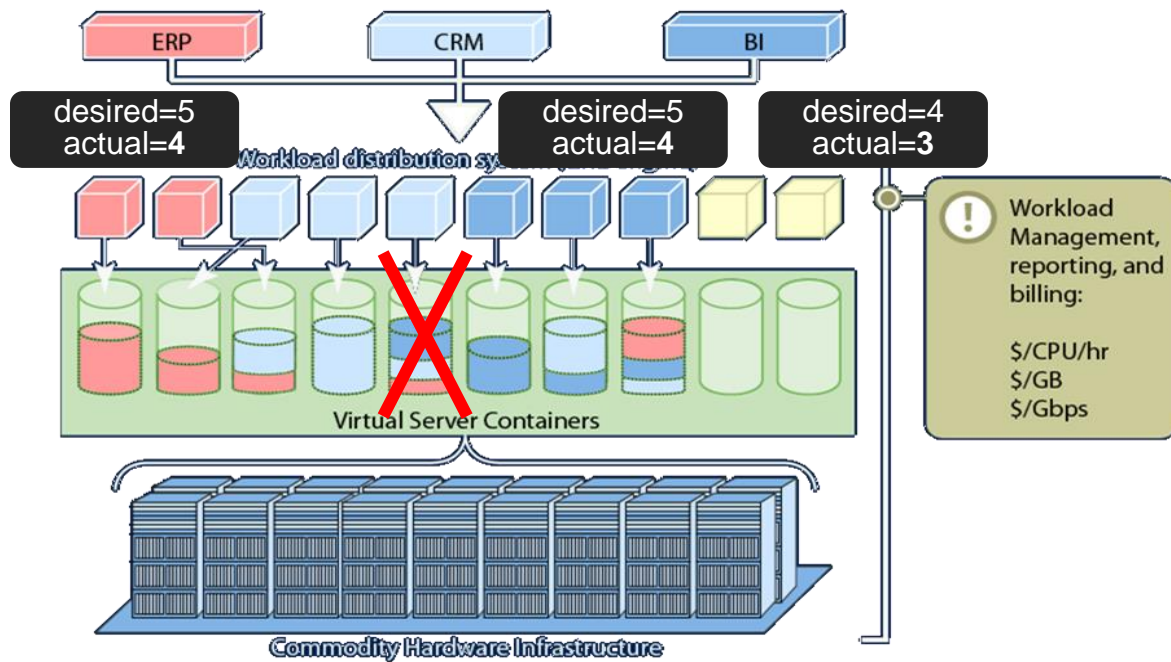 ERP
CRM
BI
desired=5
actual=4
desired=5
actual=4
desired=4
actual=3
Workload distribution
Workload
Management,
reporting, and
billing:
$/CPU/hr
$/GB
$/Gbps
Virtual Server Containers
Commodity Hardware Infrastructure